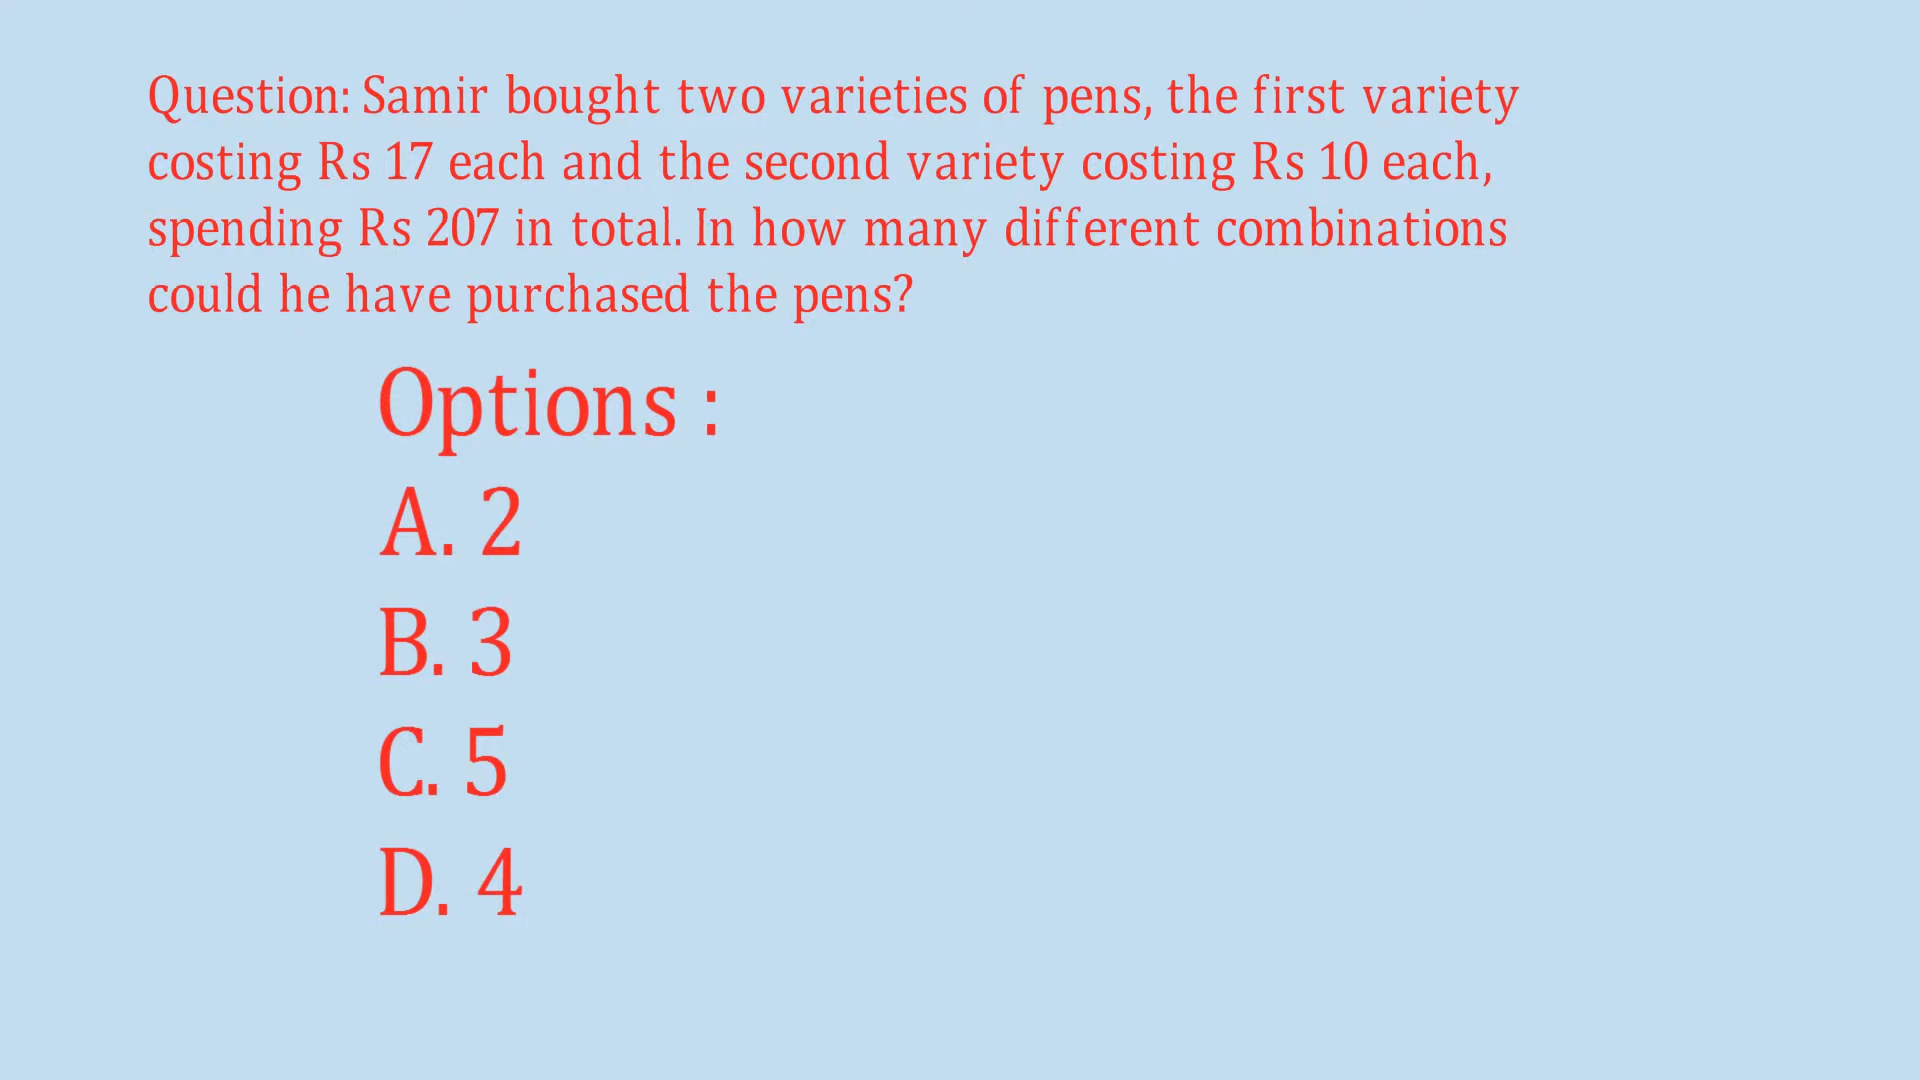 Question: Samir bought two varieties of pens, the first variety
costing Rs 17 each and the second variety costing Rs 10 each,
spending Rs 207 in total. In how many different combinations
could he have purchased the pens?
Options :
A. 2
B. 3
C. 5
D. 4